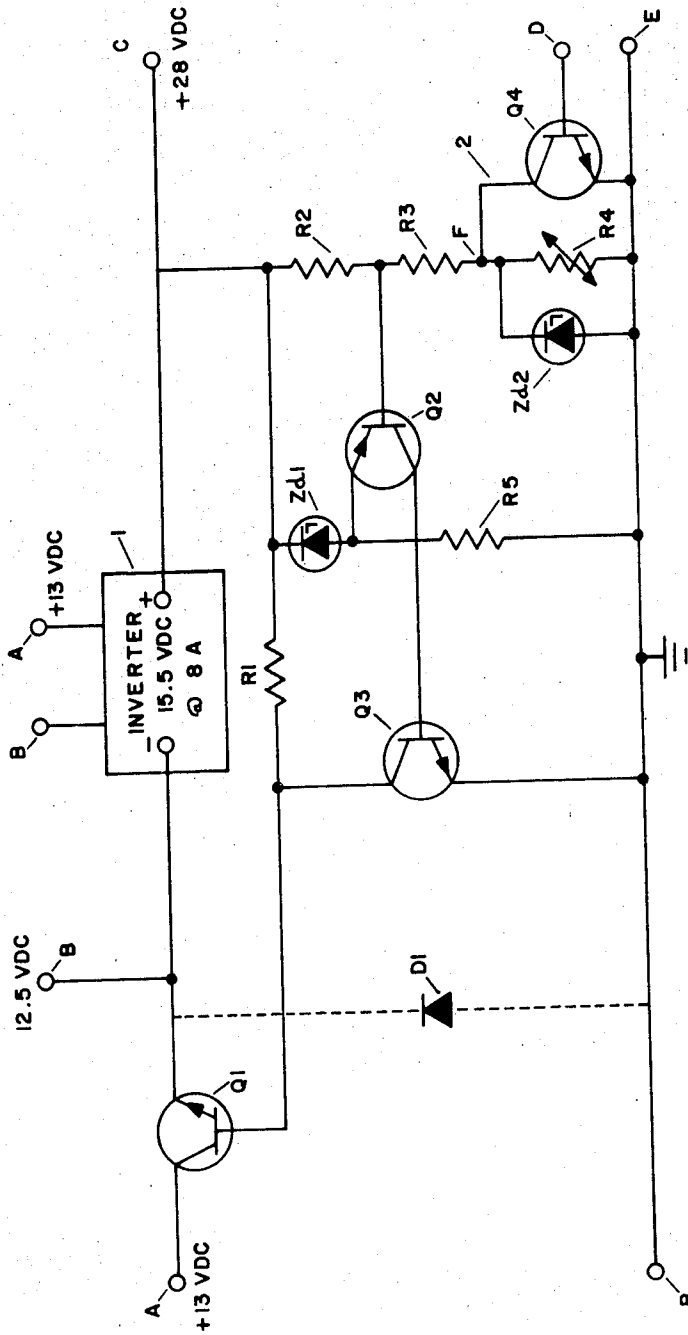 12.5 VDC
B
B
A
+13 VDC
1
C
+28 VDC
INVERTER
− 15.5 VDC +
@ 8 A
A
+13 VDC
Q1
R1
Zd1
R2
Q3
Q2
R3
F
2
Q4
D
D1
R5
Zd2
R4
E